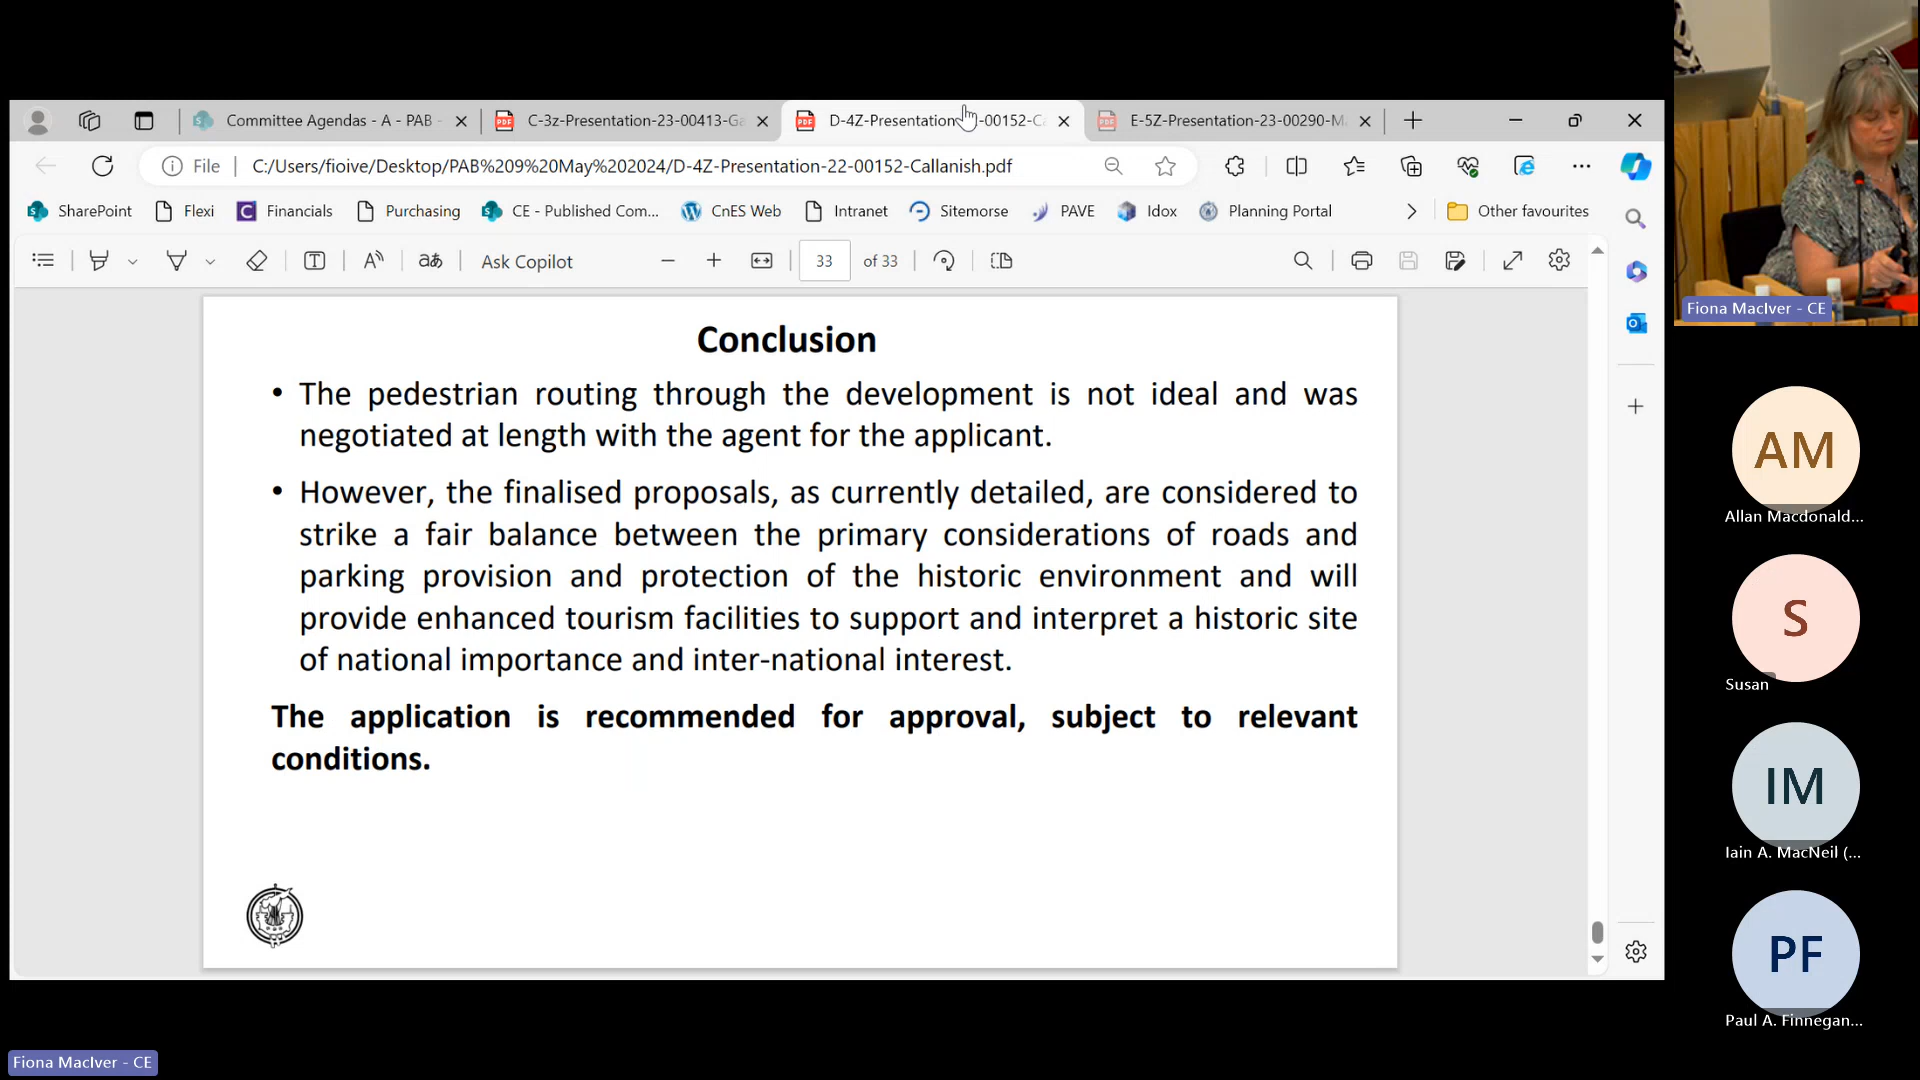 Committee Agendas - A - PAB -
C-3z-Presentation-23-00413-Ga
D-4Z-Presentation -00152-Ca
E-5Z-Presentation-23-00290-Ma
File
C:/Users/fioive/Desktop/PAB%209%20May%202024/D-4Z-Presentation-22-00152-Callanish.pdf
SharePoint
Flexi
Financials
Purchasing
CE - Published Com...
CnES Web
Intranet
Sitemorse
PAVE
Idox
Planning Portal
Other favourites
Ask Copilot
33
of 33
Conclusion
• The pedestrian routing through the development is not ideal and was
negotiated at length with the agent for the applicant.
• However, the finalised proposals, as currently detailed, are considered to
strike a fair balance between the primary considerations of roads and
parking provision and protection of the historic environment and will
provide enhanced tourism facilities to support and interpret a historic site
of national importance and inter-national interest.
The application is recommended for approval, subject to relevant
conditions.
Fiona MacIver - CE
AM
Allan Macdonald...
S
Susan
IM
Iain A. MacNeil (...
PF
Paul A. Finnegan...
Fiona MacIver - CE